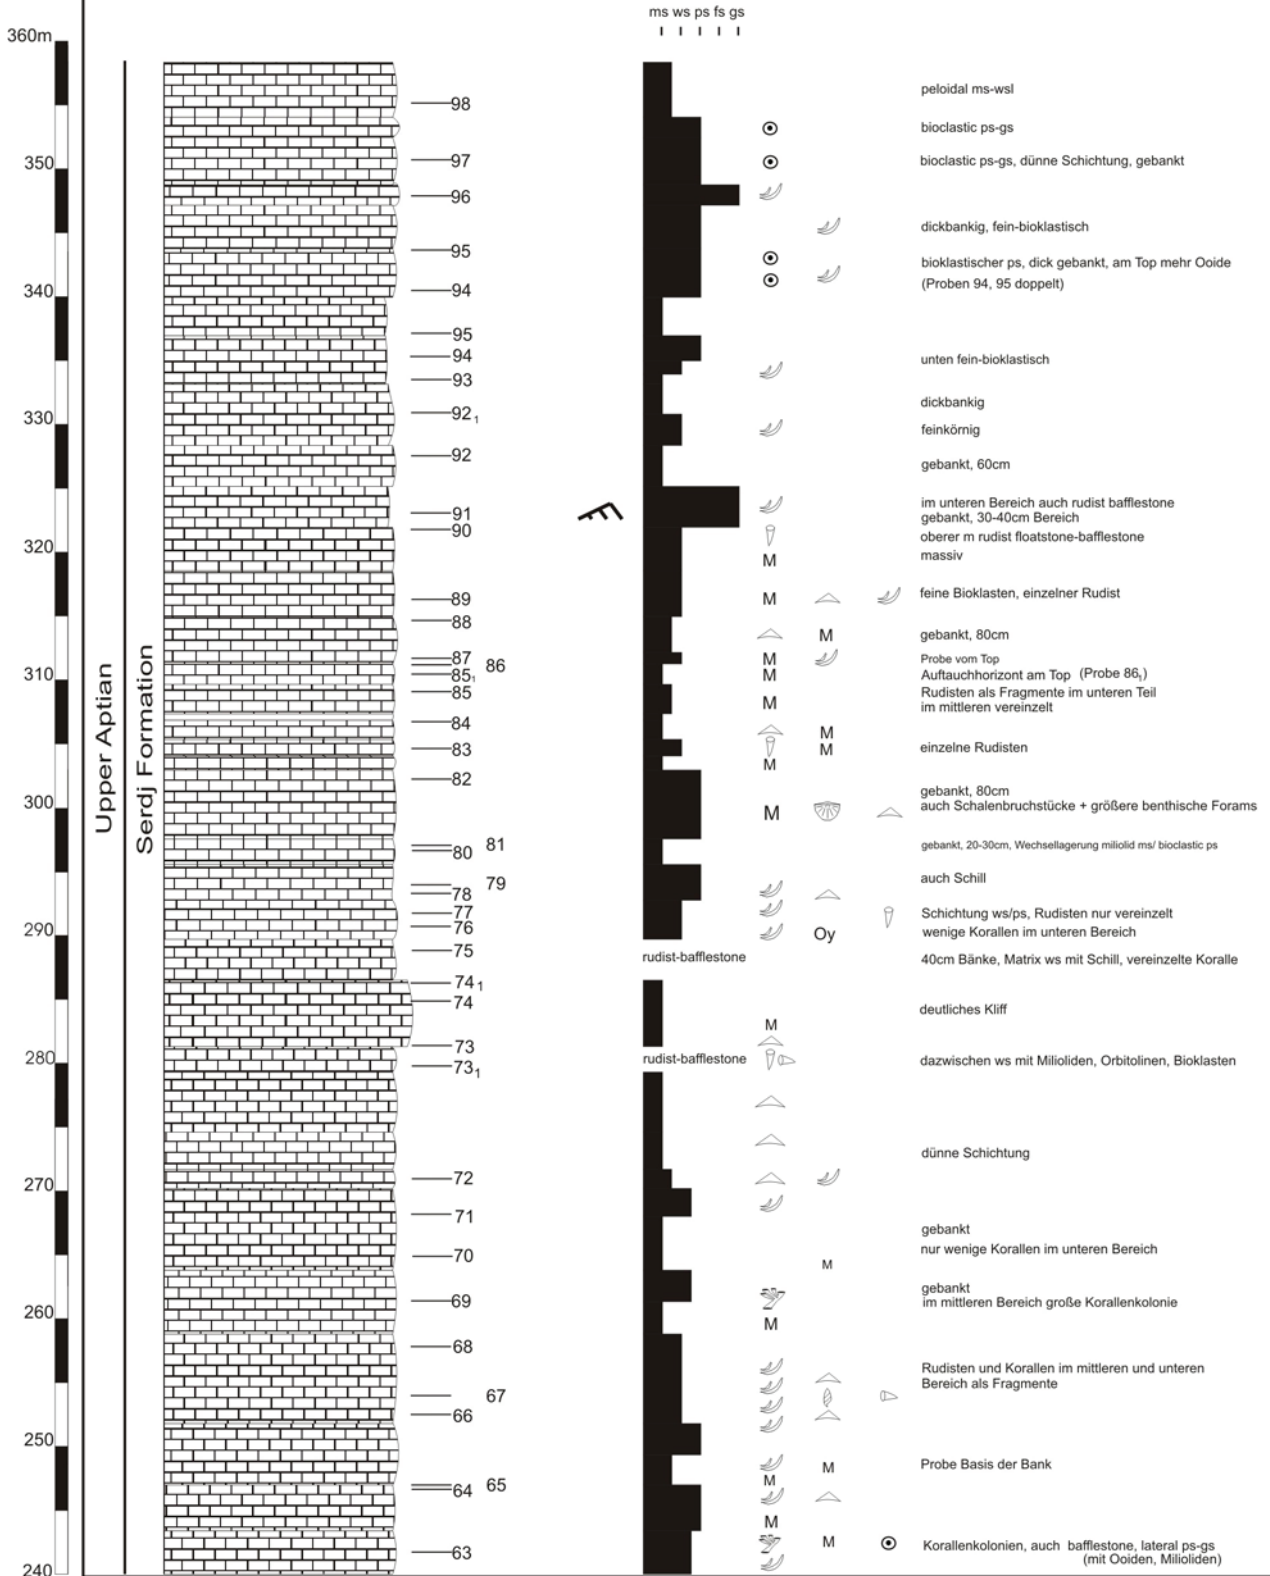 ms ws ps fs gs
360m
peloidal ms-wsl
98
bioclastic ps-gs
350
97
bioclastic ps-gs, dünne Schichtung, gebankt
96
dickbankig, fein-bioklastisch
95
bioklastischer ps, dick gebankt, am Top mehr Ooide
(Proben 94, 95 doppelt)
340
94
95
94
unten fein-bioklastisch
93
dickbankig
330
92₁
feinkörnig
92
gebankt, 60cm
im unteren Bereich auch rudist bafflestone
91
gebankt, 30-40cm Bereich
90
oberer m rudist floatstone-bafflestone
320
M
massiv
89
M
feine Bioklasten, einzelner Rudist
88
M
gebankt, 80cm
87
86
M
Probe vom Top
310
85₁
M
Auftauchhorizont am Top (Probe 86₁)
85
Rudisten als Fragmente im unteren Teil
M
im mittleren vereinzelt
84
M
83
M
einzelne Rudisten
M
82
gebankt, 80cm
300
M
auch Schalenbruchstücke + größere benthische Forams
81
80
gebankt, 20-30cm, Wechsellagerung miliolid ms/ bioclastic ps
79
auch Schill
78
77
Schichtung ws/ps, Rudisten nur vereinzelt
290
76
Oy
wenige Korallen im unteren Bereich
75
rudist-bafflestone
40cm Bänke, Matrix ws mit Schill, vereinzelte Koralle
74₁
74
deutliches Kliff
M
73
280
73₁
rudist-bafflestone
dazwischen ws mit Milioliden, Orbitolinen, Bioklasten
dünne Schichtung
270
72
71
gebankt
70
nur wenige Korallen im unteren Bereich
M
69
gebankt
im mittleren Bereich große Korallenkolonie
260
M
68
Rudisten und Korallen im mittleren und unteren
Bereich als Fragmente
67
66
250
M
Probe Basis der Bank
M
65
64
M
63
M
Korallenkolonien, auch bafflestone, lateral ps-gs
(mit Ooiden, Milioliden)
240
Upper Aptian
Serdj Formation